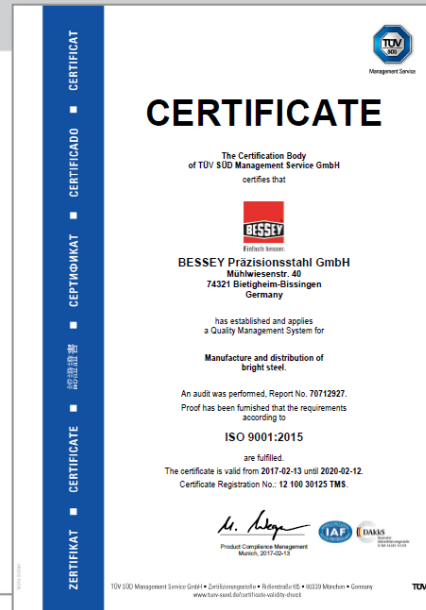 ZERTIFIKAT ■ CERTIFICATE ■ 認證證書 ■ СЕРТИФИКАТ ■ CERTIFICADO ■ CERTIFICAT
TÜV
SÜD
Management Service
CERTIFICATE
The Certification Body
of TÜV SÜD Management Service GmbH
certifies that
BESSEY
Einfach besser.
BESSEY Präzisionsstahl GmbH
Mühlwiesenstr. 40
74321 Bietigheim-Bissingen
Germany
has established and applies
a Quality Management System for
Manufacture and distribution of
bright steel.
An audit was performed, Report No. 70712927.
Proof has been furnished that the requirements
according to
ISO 9001:2015
are fulfilled.
The certificate is valid from 2017-02-13 until 2020-02-12.
Certificate Registration No.: 12 100 30125 TMS.
Product Compliance Management
Munich, 2017-02-13
IAF
DAkkS
TÜV SÜD Management Service GmbH • Zertifizierungsstelle • Ridlerstraße 65 • 80339 München • Germany
www.tuev-sued.de/certificate-validity-check
TÜV